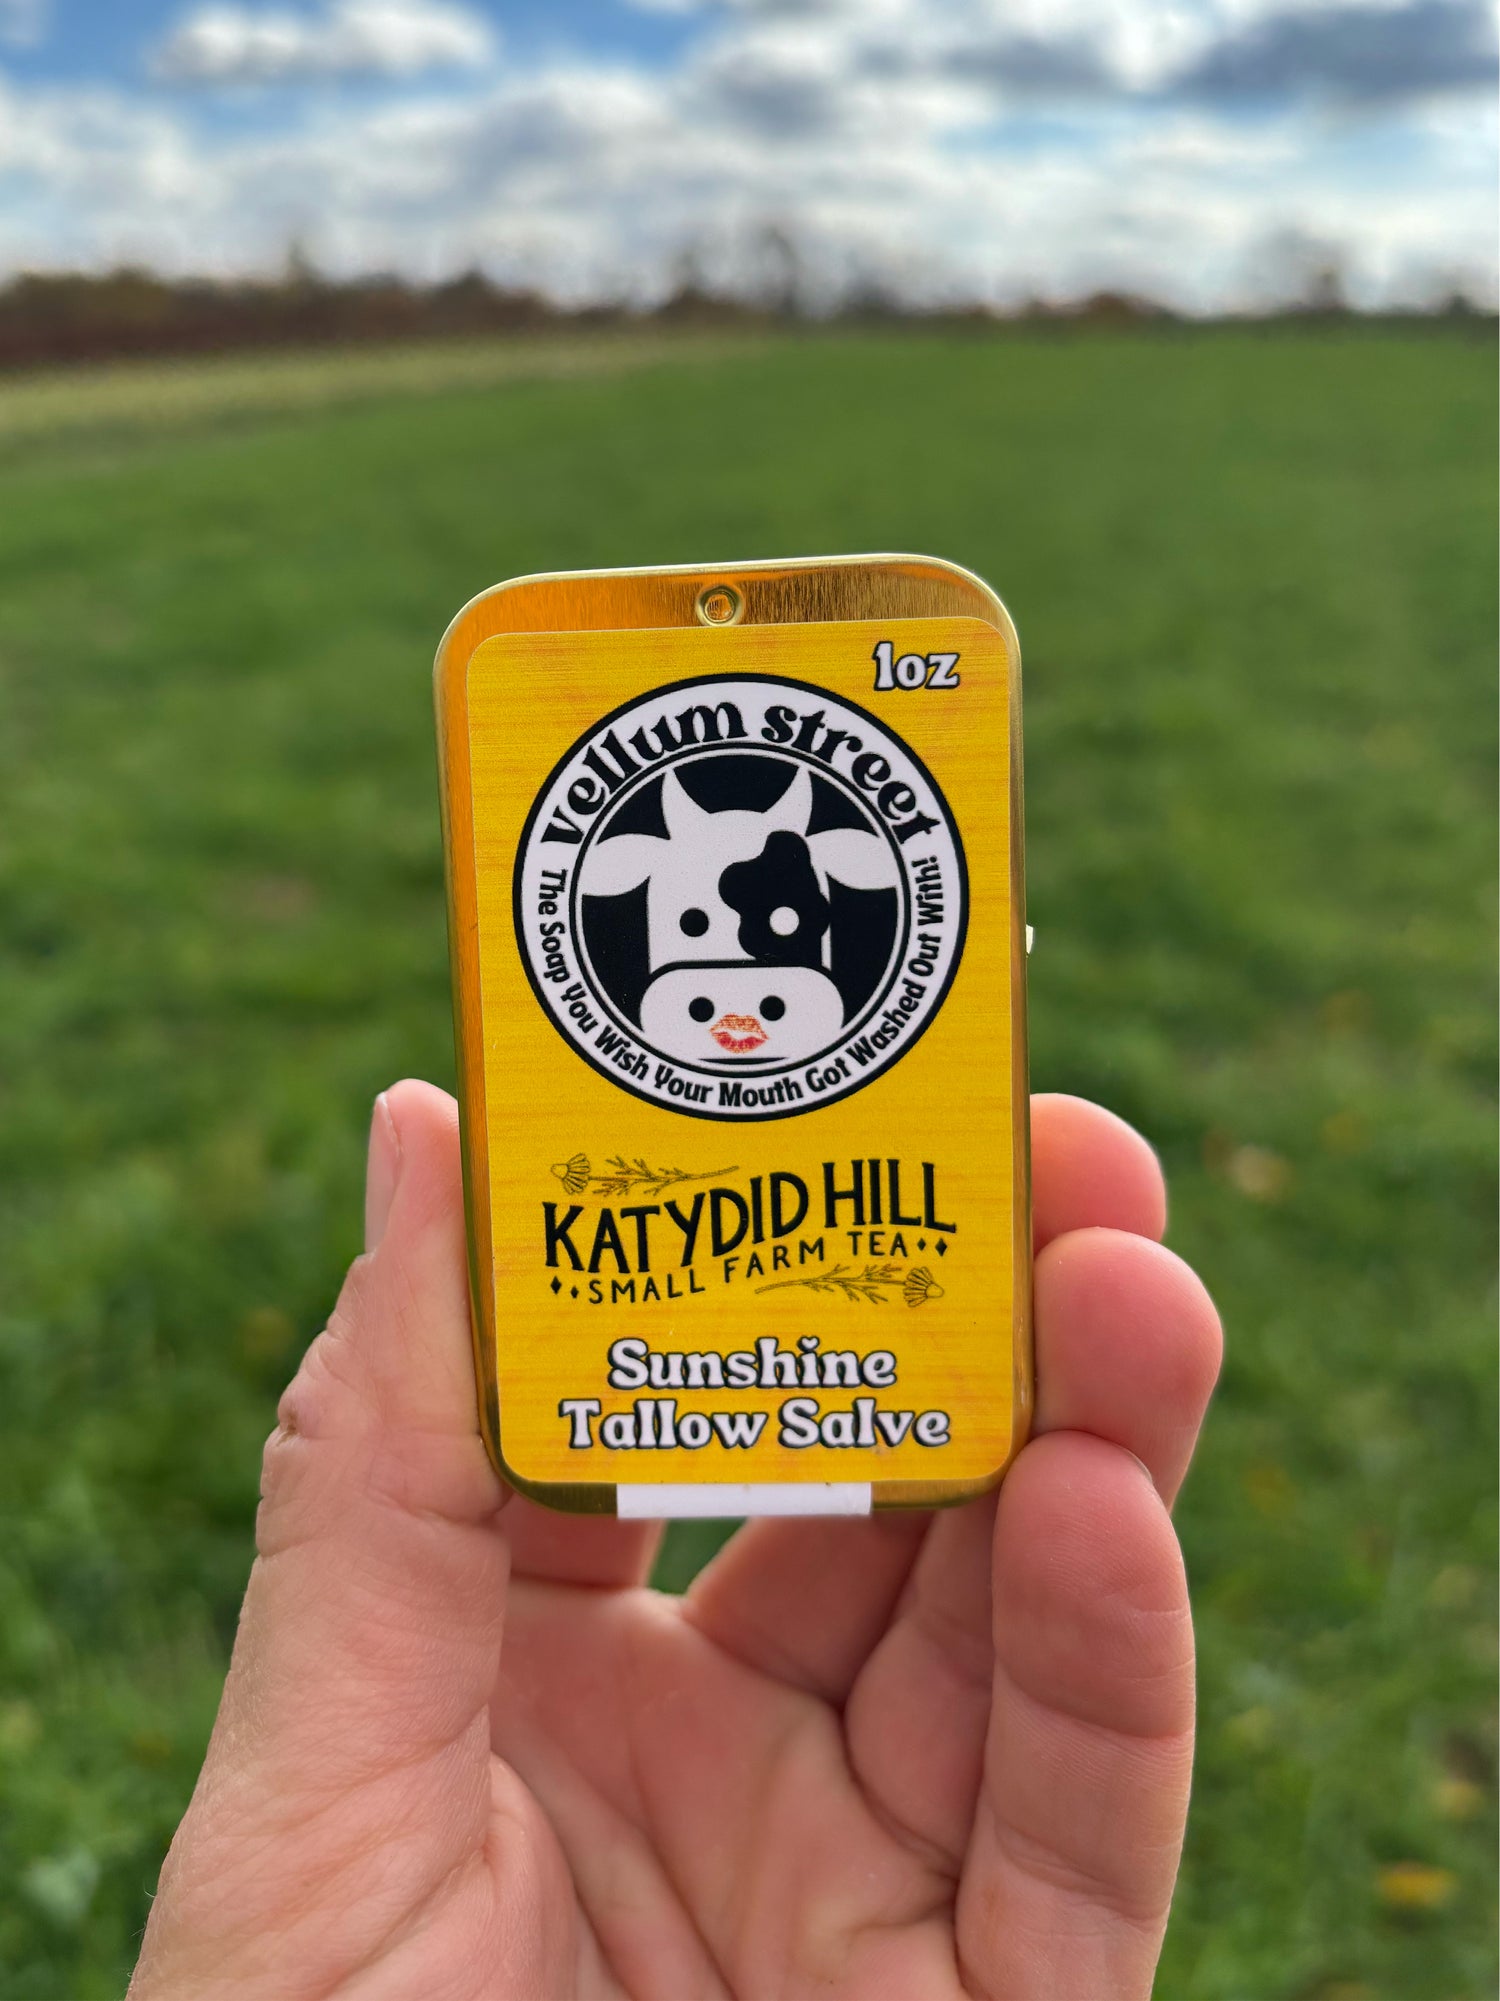 1oz
Vellum Street
The Soap You Wish Your Mouth Got Washed Out With!
KATYDID HILL
SMALL FARM TEA
Sunshine
Tallow Salve